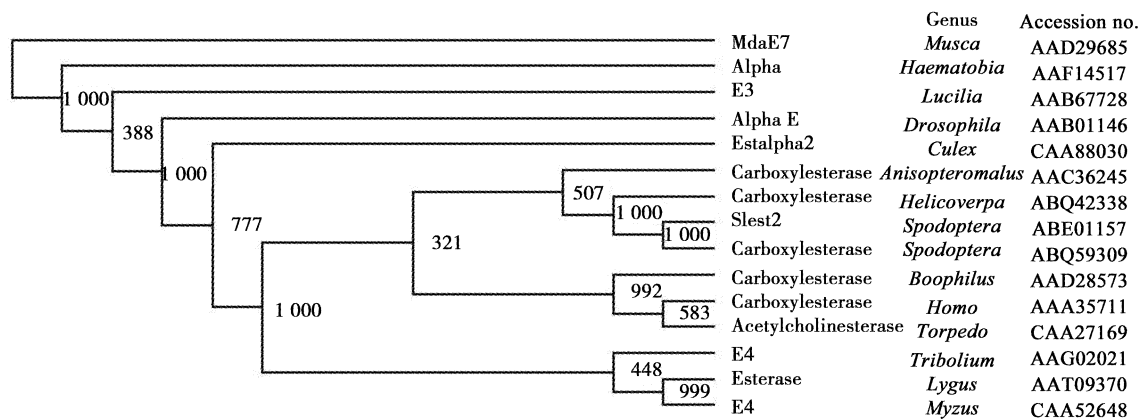 Genus Accession no.
MdaE7 Musca AAD29685
Alpha Haematobia AAF14517
1 000
E3 Lucilia AAB67728
388
Alpha E Drosophila AAB01146
1 000
Estalpha2 Culex CAA88030
777
Carboxylesterase Anisopteromalus AAC36245
507
Carboxylesterase Helicoverpa ABQ42338
1 000
Slest2 Spodoptera ABE01157
1 000
321
Carboxylesterase Spodoptera ABQ59309
Carboxylesterase Boophilus AAD28573
992
Carboxylesterase Homo AAA35711
1 000
583
Acetylcholinesterase Torpedo CAA27169
E4 Tribolium AAG02021
448
Esterase Lygus AAT09370
999
E4 Myzus CAA52648